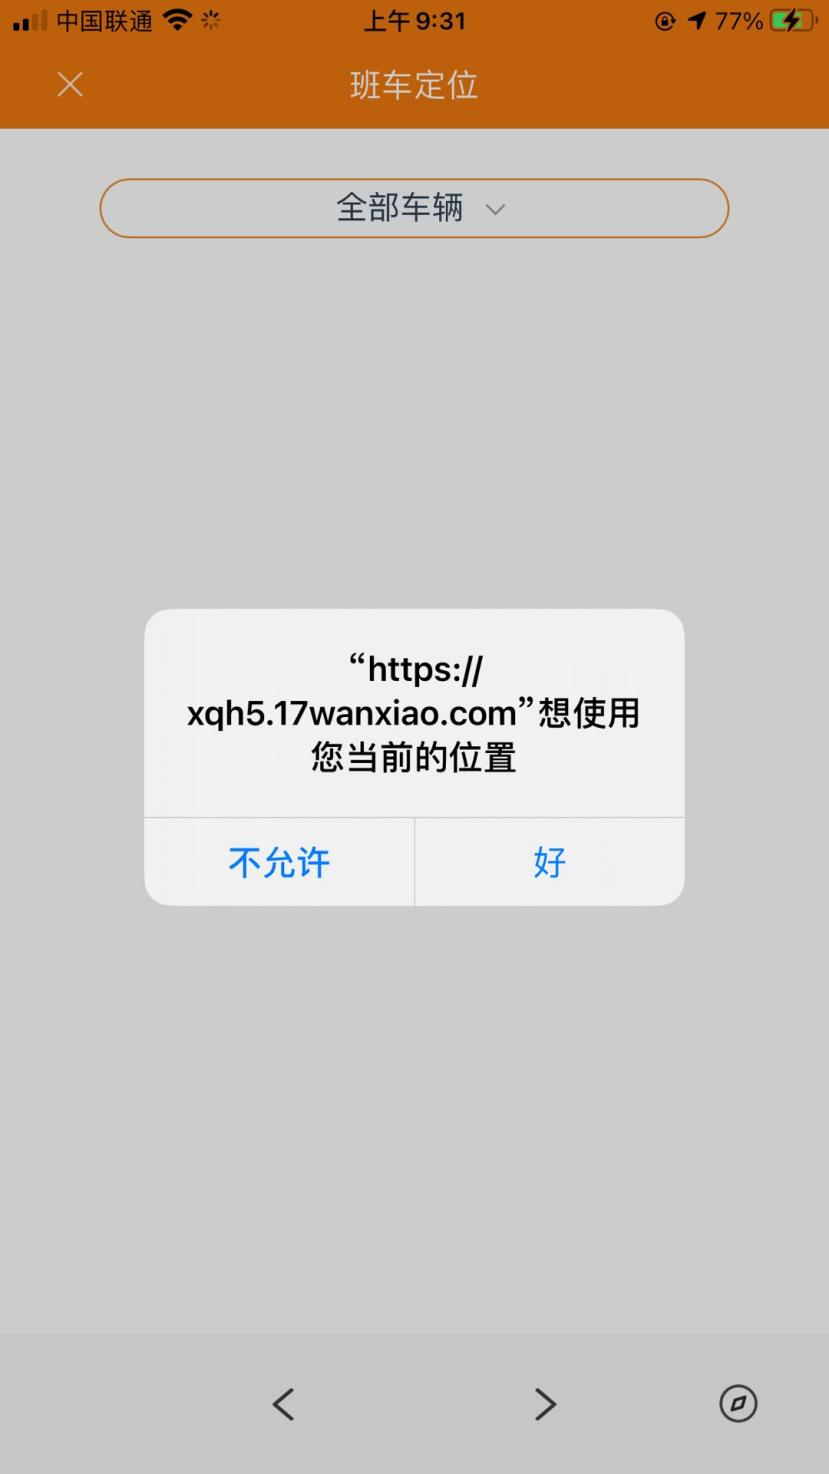 中国联通
上午 9:31
77%
班车定位
全部车辆
“https://
xqh5.17wanxiao.com”想使用
您当前的位置
不允许
好